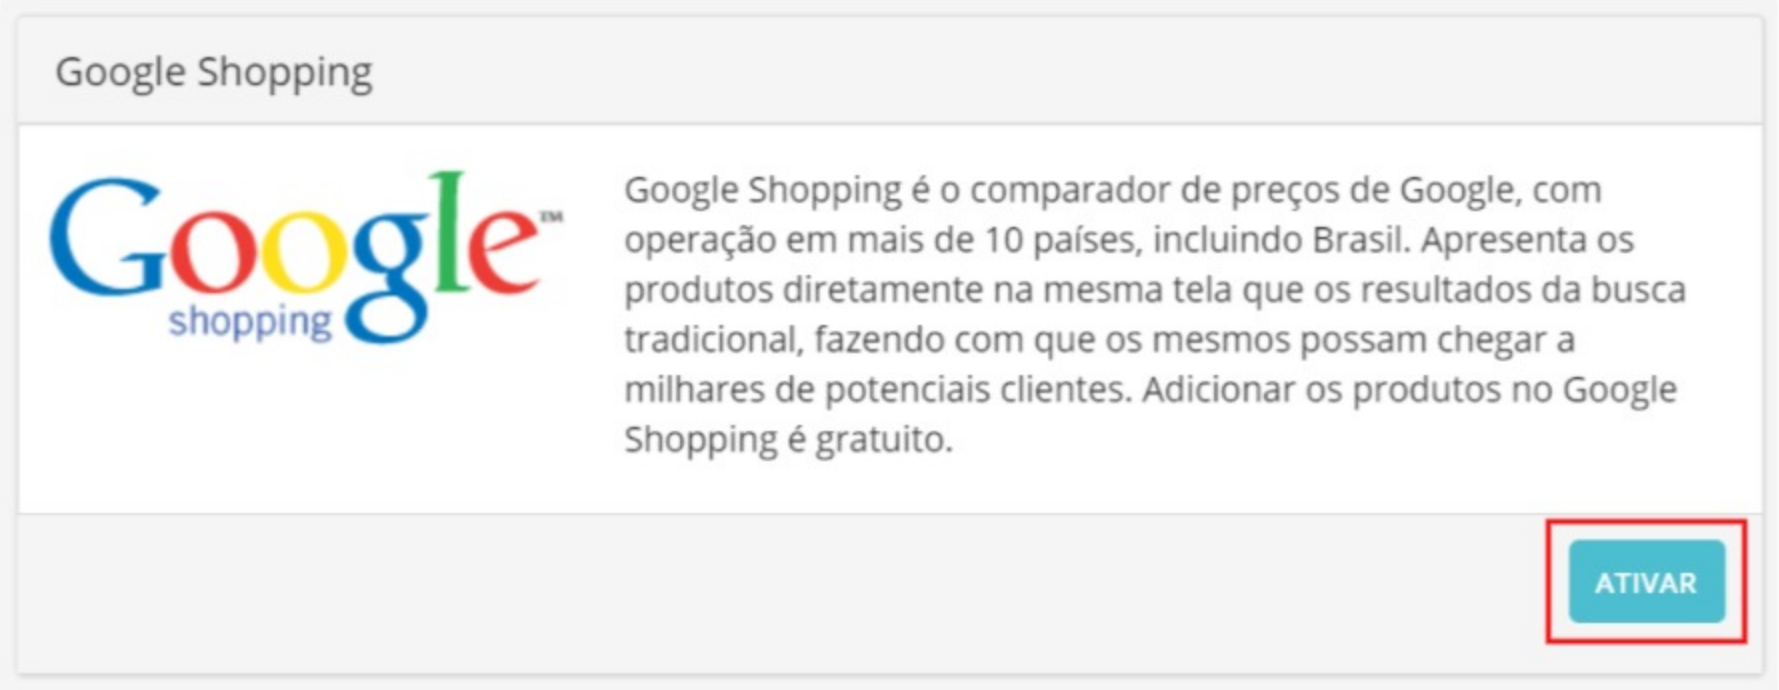 Google Shopping
Google™
shopping
Google Shopping é o comparador de preços de Google, com
operação em mais de 10 países, incluindo Brasil. Apresenta os
produtos diretamente na mesma tela que os resultados da busca
tradicional, fazendo com que os mesmos possam chegar a
milhares de potenciais clientes. Adicionar os produtos no Google
Shopping é gratuito.
ATIVAR